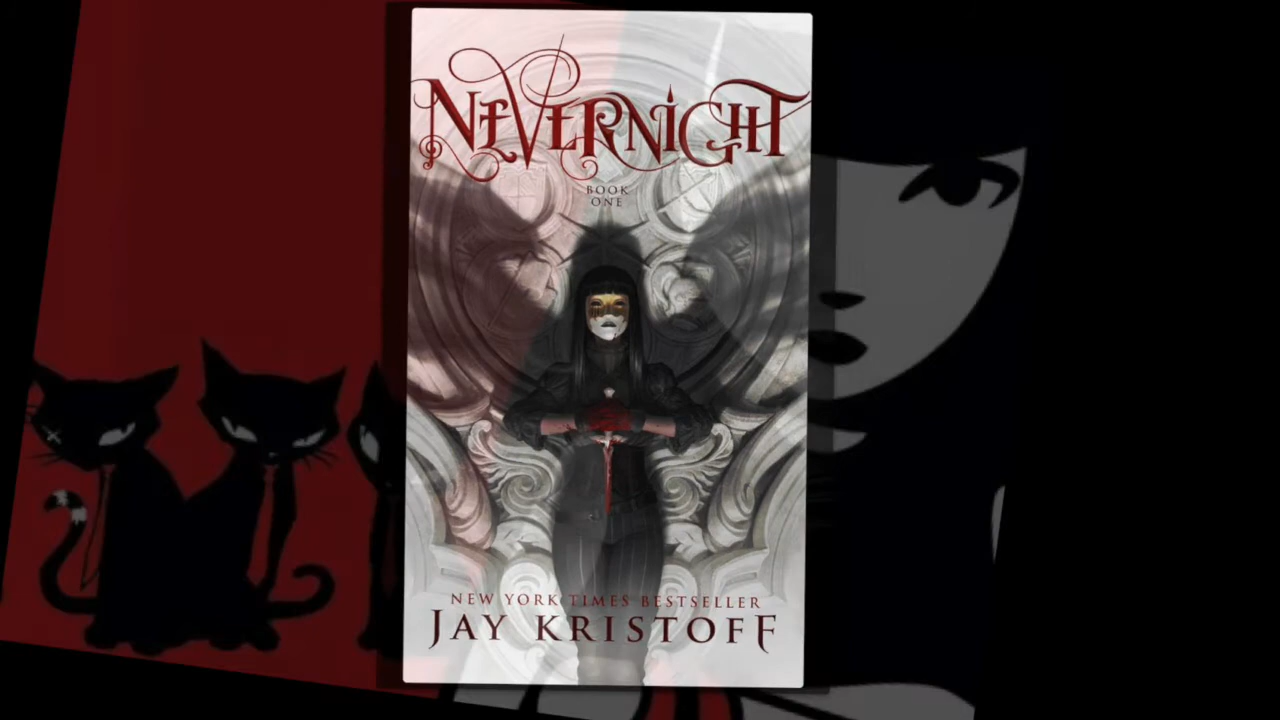 NEVERNIGHT
BOOK
ONE
NEW YORK TIMES BESTSELLER
JAY KRISTOFF